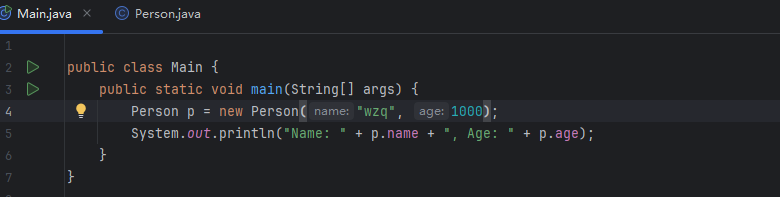 Main.java × Person.java
1
2 public class Main {
3 public static void main(String[] args) {
4 Person p = new Person( name: "wzq", age: 1000);
5 System.out.println("Name: " + p.name + ", Age: " + p.age);
6 }
7 }
8